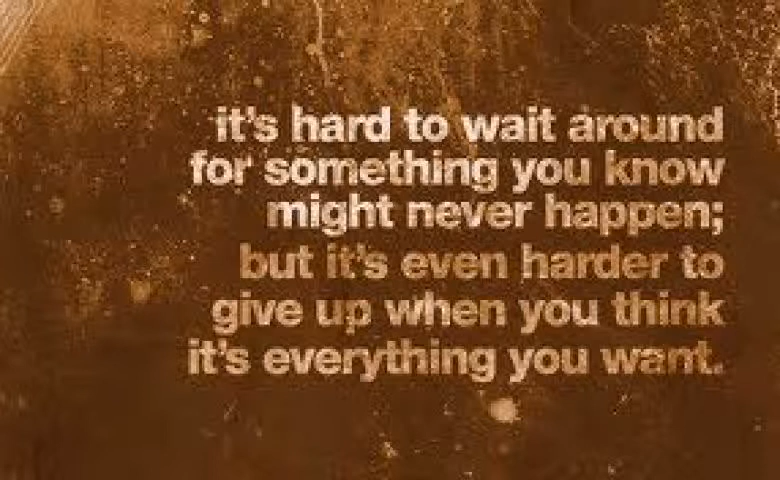 it's hard to wait around
for something you know
might never happen;
but it's even harder to
give up when you think
it's everything you want.